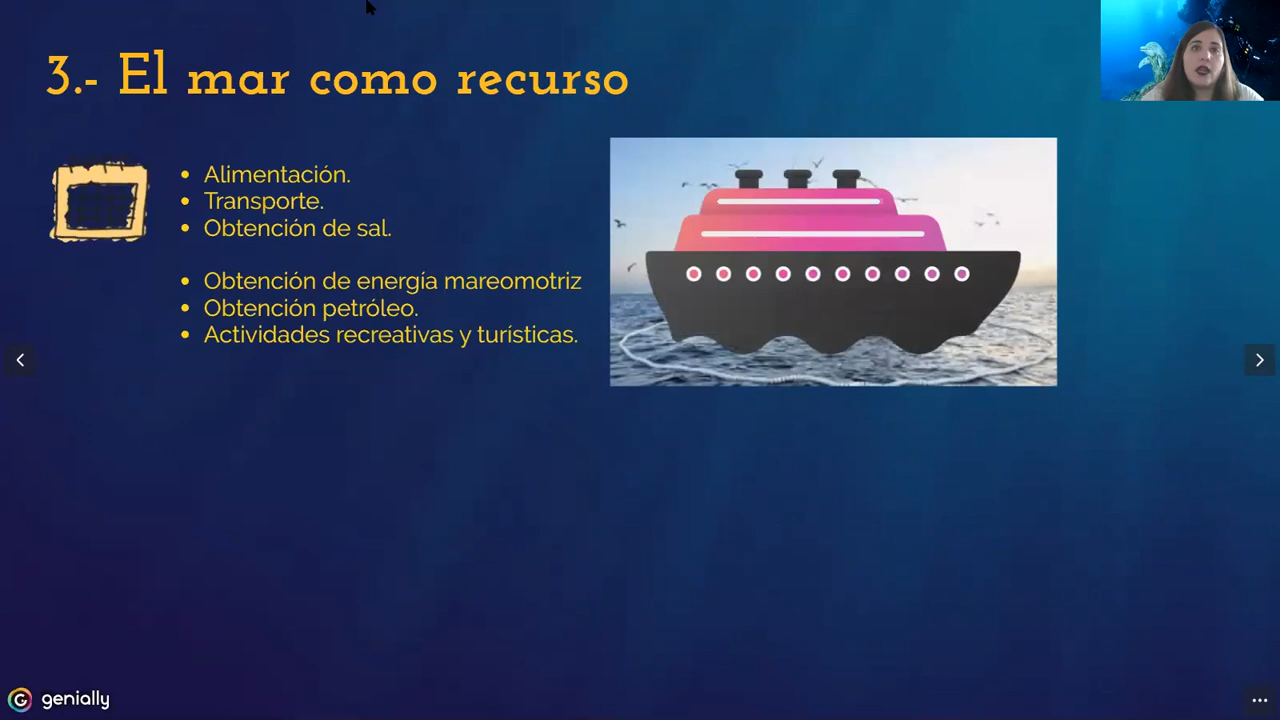 3.- El mar como recurso
Alimentación.
Transporte.
Obtención de sal.
Obtención de energía mareomotriz
Obtención petróleo.
Actividades recreativas y turísticas.
genially